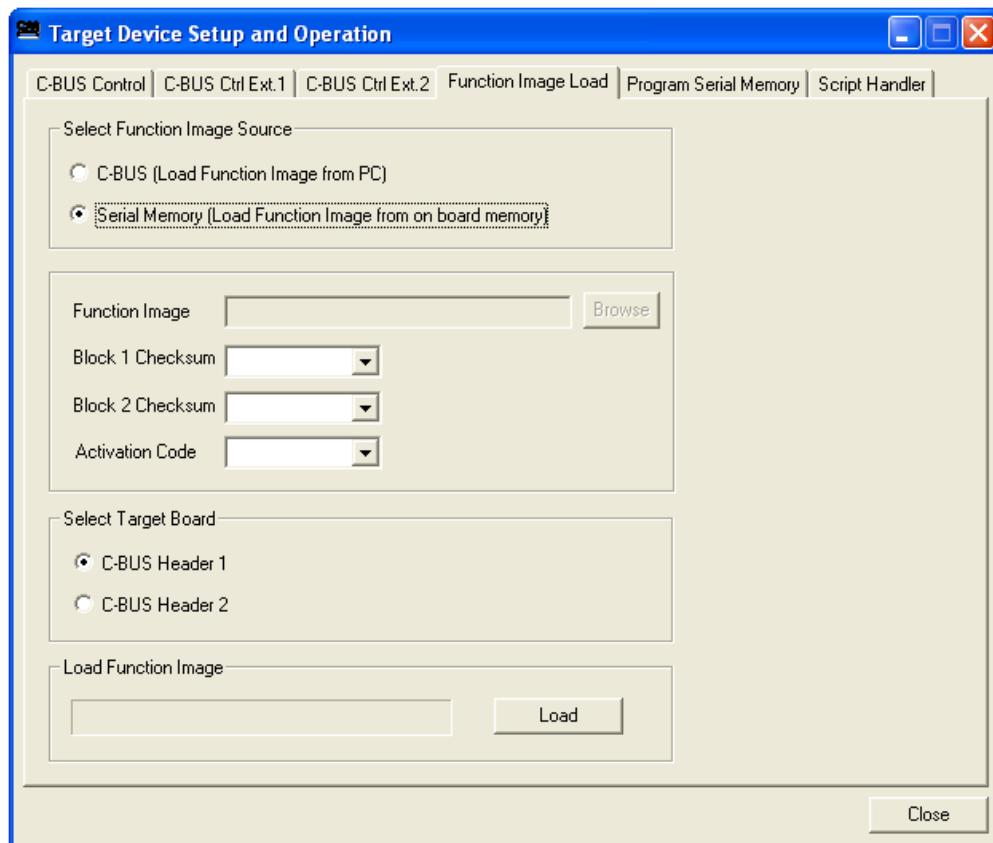 Target Device Setup and Operation
C-BUS Control C-BUS Ctrl Ext.1 C-BUS Ctrl Ext.2 Function Image Load Program Serial Memory Script Handler
Select Function Image Source
C-BUS (Load Function Image from PC)
Serial Memory (Load Function Image from on board memory)
Function Image Browse
Block 1 Checksum
Block 2 Checksum
Activation Code
Select Target Board
C-BUS Header 1
C-BUS Header 2
Load Function Image
Load
Close